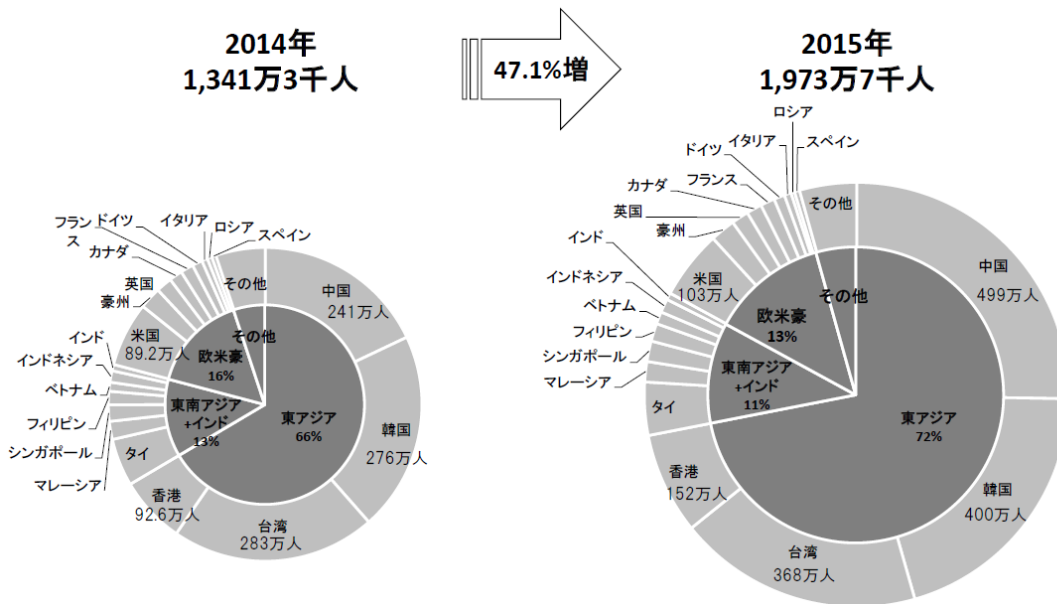 2014年
1,341万3千人
47.1%増
2015年
1,973万7千人
フラン
ス
ドイツ
イタリア
ロシア
スペイン
カナダ
英国
豪州
米国
89.2万人
インド
インドネシア
ベトナム
フィリピン
シンガポール
マレーシア
タイ
香港
92.6万人
台湾
283万人
韓国
276万人
中国
241万人
その他
その他
欧米豪
16%
東南アジア
+インド
13%
東アジア
66%
ロシア
イタリア
スペイン
ドイツ
フランス
カナダ
英国
豪州
米国
103万人
インド
インドネシア
ベトナム
フィリピン
シンガポール
マレーシア
タイ
香港
152万人
台湾
368万人
韓国
400万人
中国
499万人
その他
その他
欧米豪
13%
東南アジア
+インド
11%
東アジア
72%